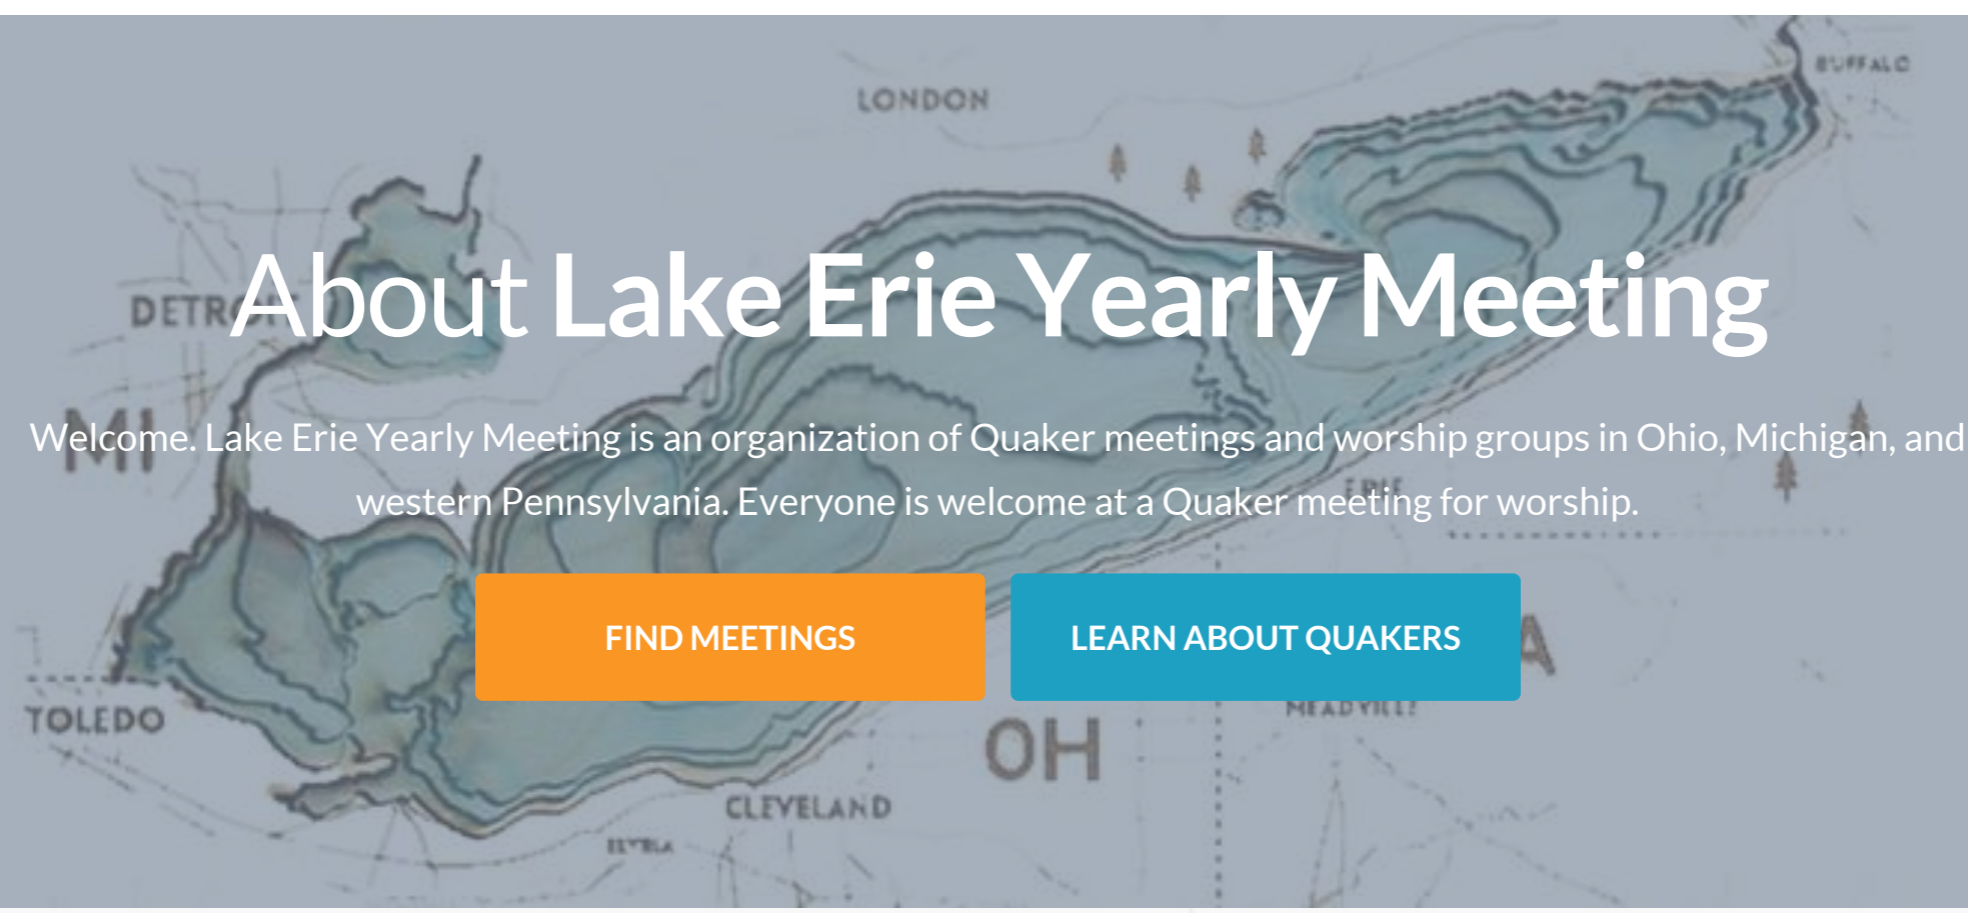 BUFFALO
LONDON
About Lake Erie Yearly Meeting
MI
Welcome. Lake Erie Yearly Meeting is an organization of Quaker meetings and worship groups in Ohio, Michigan, and
ERIE
western Pennsylvania. Everyone is welcome at a Quaker meeting for worship.
FIND MEETINGS
LEARN ABOUT QUAKERS
A
TOLEDO
OH
CLEVELAND